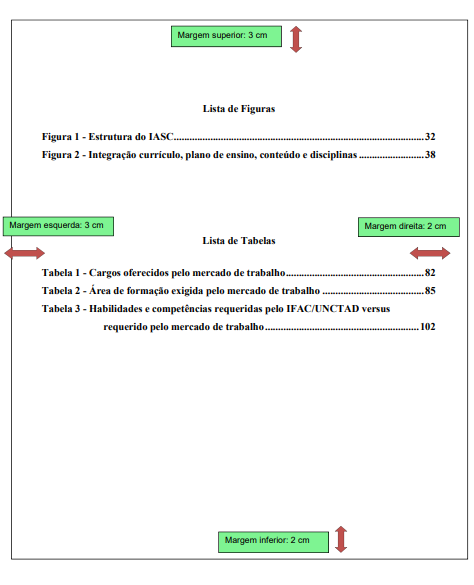 Margem superior: 3 cm
Lista de Figuras
Figura 1 - Estrutura do IASC....................................................................................32
Figura 2 - Integração currículo, plano de ensino, conteúdo e disciplinas ......................38
Margem esquerda: 3 cm
Margem direita: 2 cm
Lista de Tabelas
Tabela 1 - Cargos oferecidos pelo mercado de trabalho..............................................82
Tabela 2 - Área de formação exigida pelo mercado de trabalho ..................................85
Tabela 3 - Habilidades e competências requeridas pelo IFAC/UNCTAD versus
requerido pelo mercado de trabalho....................................................102
Margem inferior: 2 cm